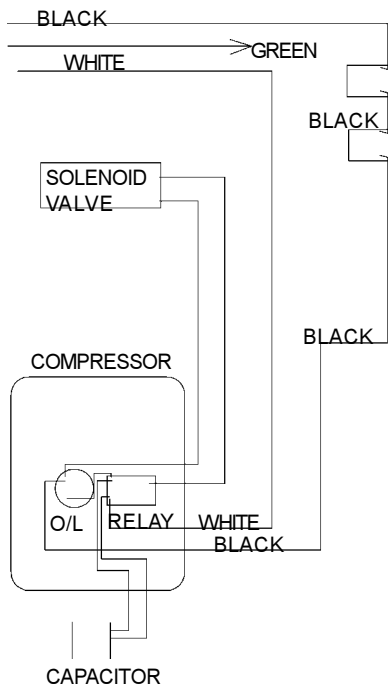 BLACK
GREEN
WHITE
BLACK
SOLENOID
VALVE
BLACK
COMPRESSOR
O/L
RELAY
WHITE
BLACK
CAPACITOR